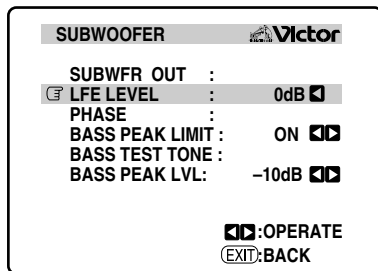 SUBWOOFER Victor
SUBWFR OUT :
LFE LEVEL : 0dB
PHASE :
BASS PEAK LIMIT : ON
BASS TEST TONE :
BASS PEAK LVL: –10dB
:OPERATE
EXIT:BACK